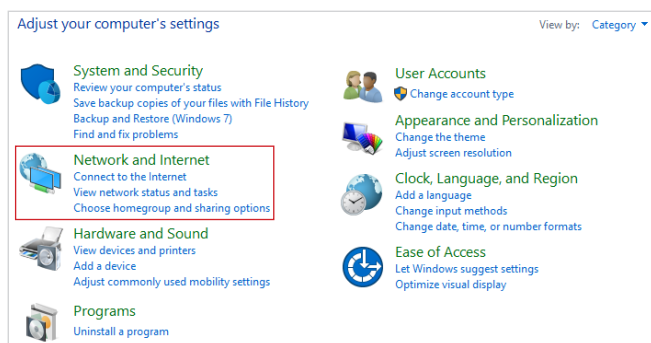 Adjust your computer's settings
View by: Category
System and Security
Review your computer's status
Save backup copies of your files with File History
Backup and Restore (Windows 7)
Find and fix problems
Network and Internet
Connect to the Internet
View network status and tasks
Choose homegroup and sharing options
Hardware and Sound
View devices and printers
Add a device
Adjust commonly used mobility settings
Programs
Uninstall a program
User Accounts
Change account type
Appearance and Personalization
Change the theme
Adjust screen resolution
Clock, Language, and Region
Add a language
Change input methods
Change date, time, or number formats
Ease of Access
Let Windows suggest settings
Optimize visual display